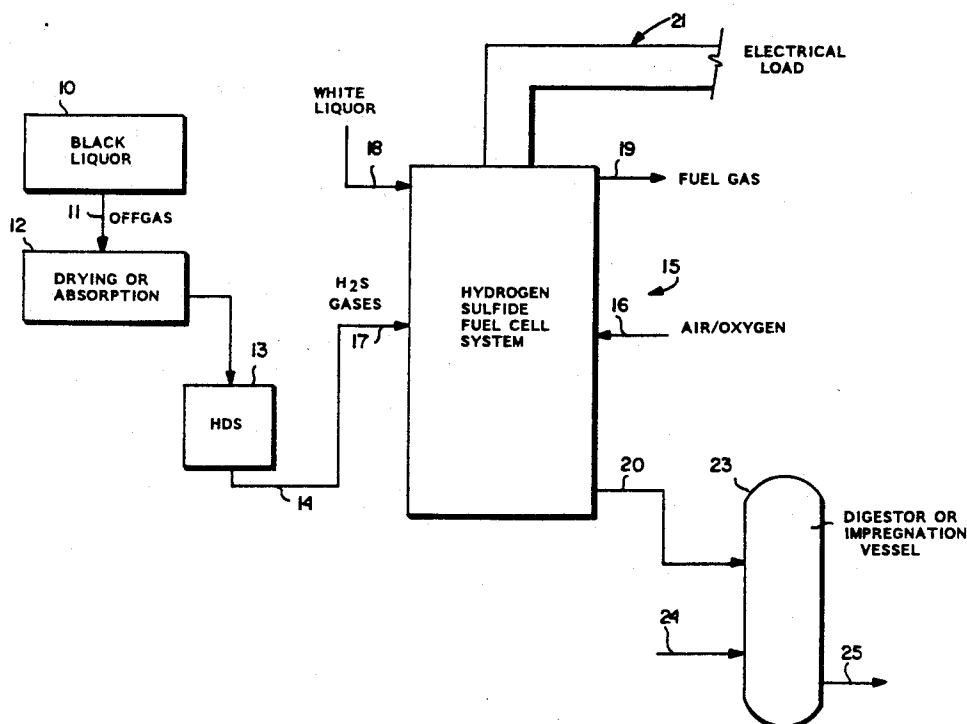 21
ELECTRICAL
LOAD
10
WHITE
LIQUOR
BLACK
LIQUOR
18
19
FUEL GAS
11
OFFGAS
12
DRYING OR
ABSORPTION
H2S
GASES
17
HYDROGEN
SULFIDE
FUEL CELL
SYSTEM
15
16
AIR/OXYGEN
13
HDS
14
20
23
DIGESTOR OR
IMPREGNATION
VESSEL
24
25